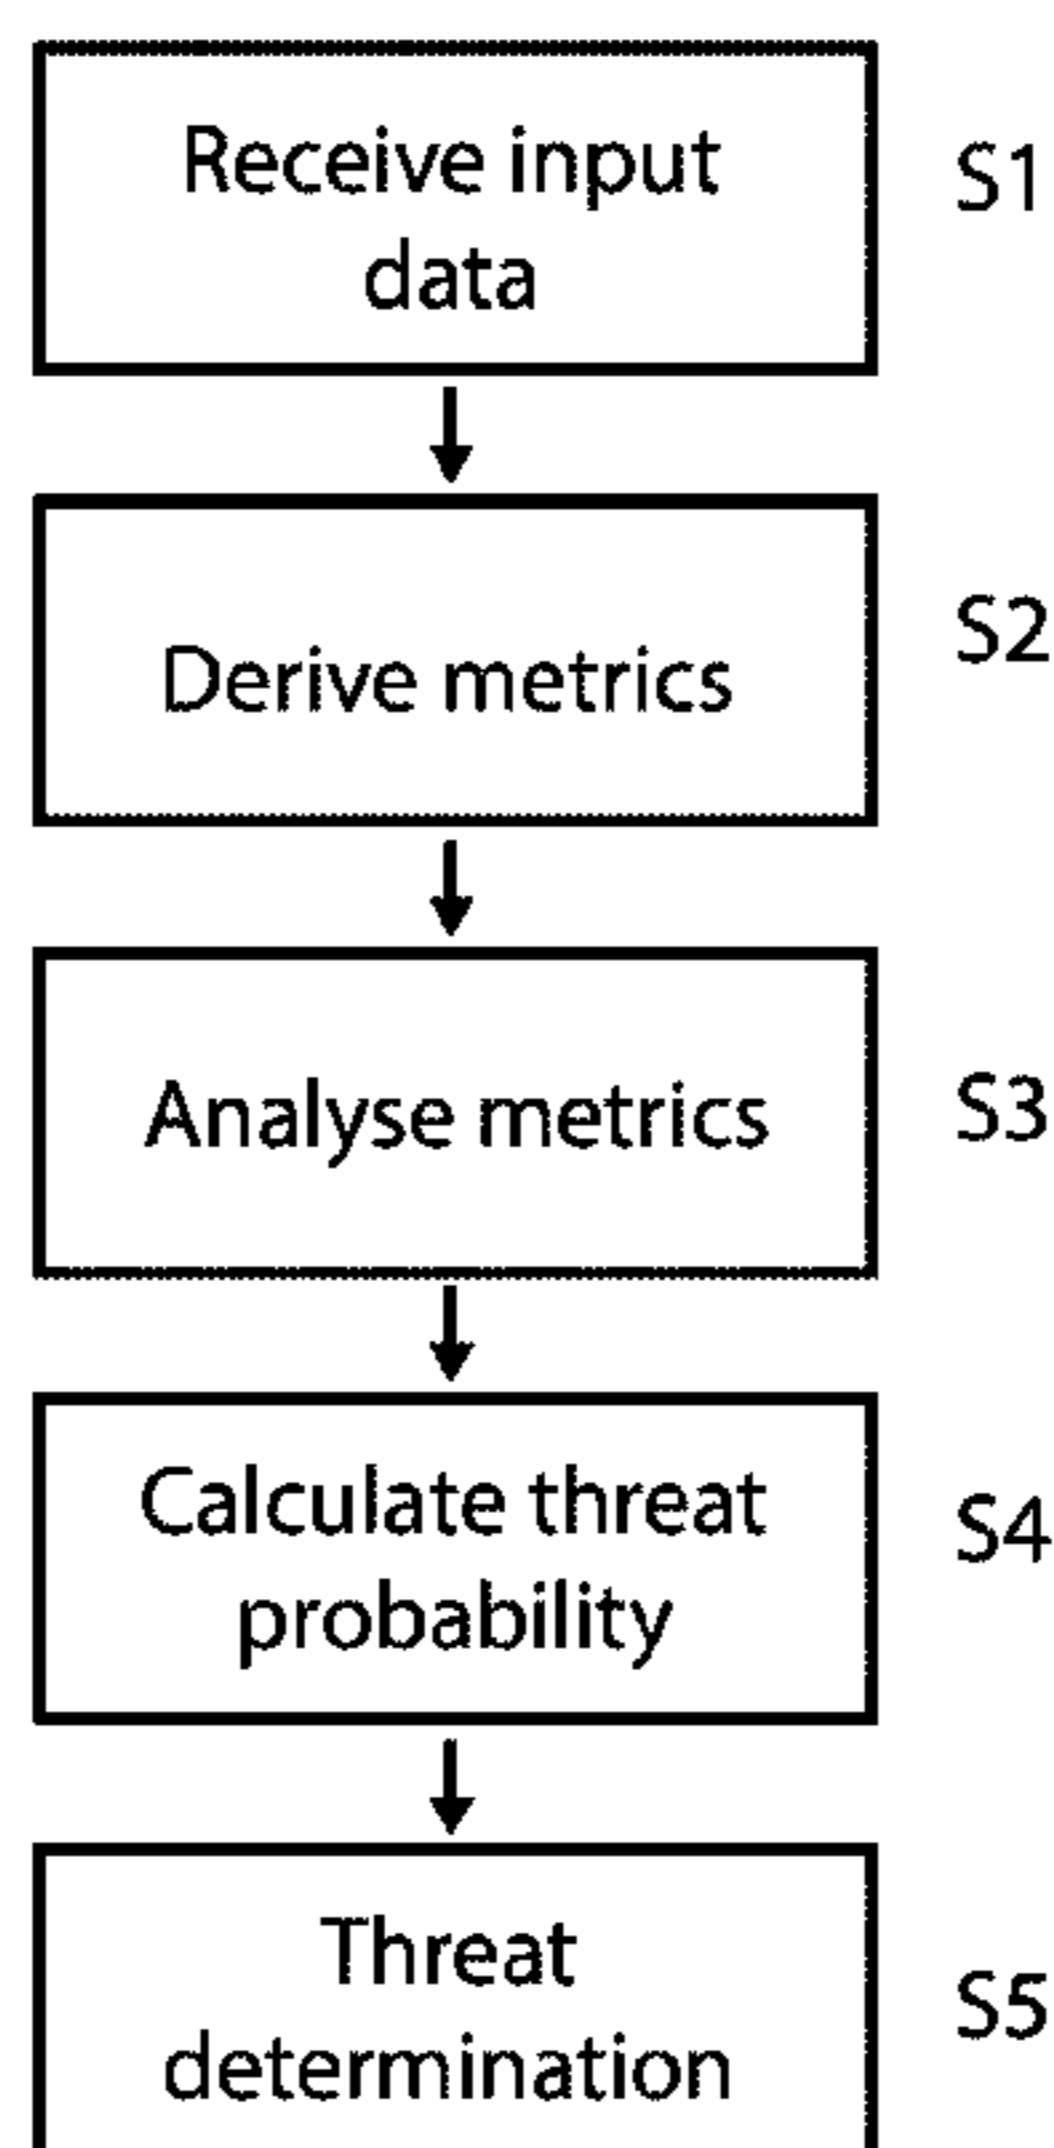 Receive input
data
S1
Derive metrics
S2
Analyse metrics
S3
Calculate threat
probability
S4
Threat
determination
S5